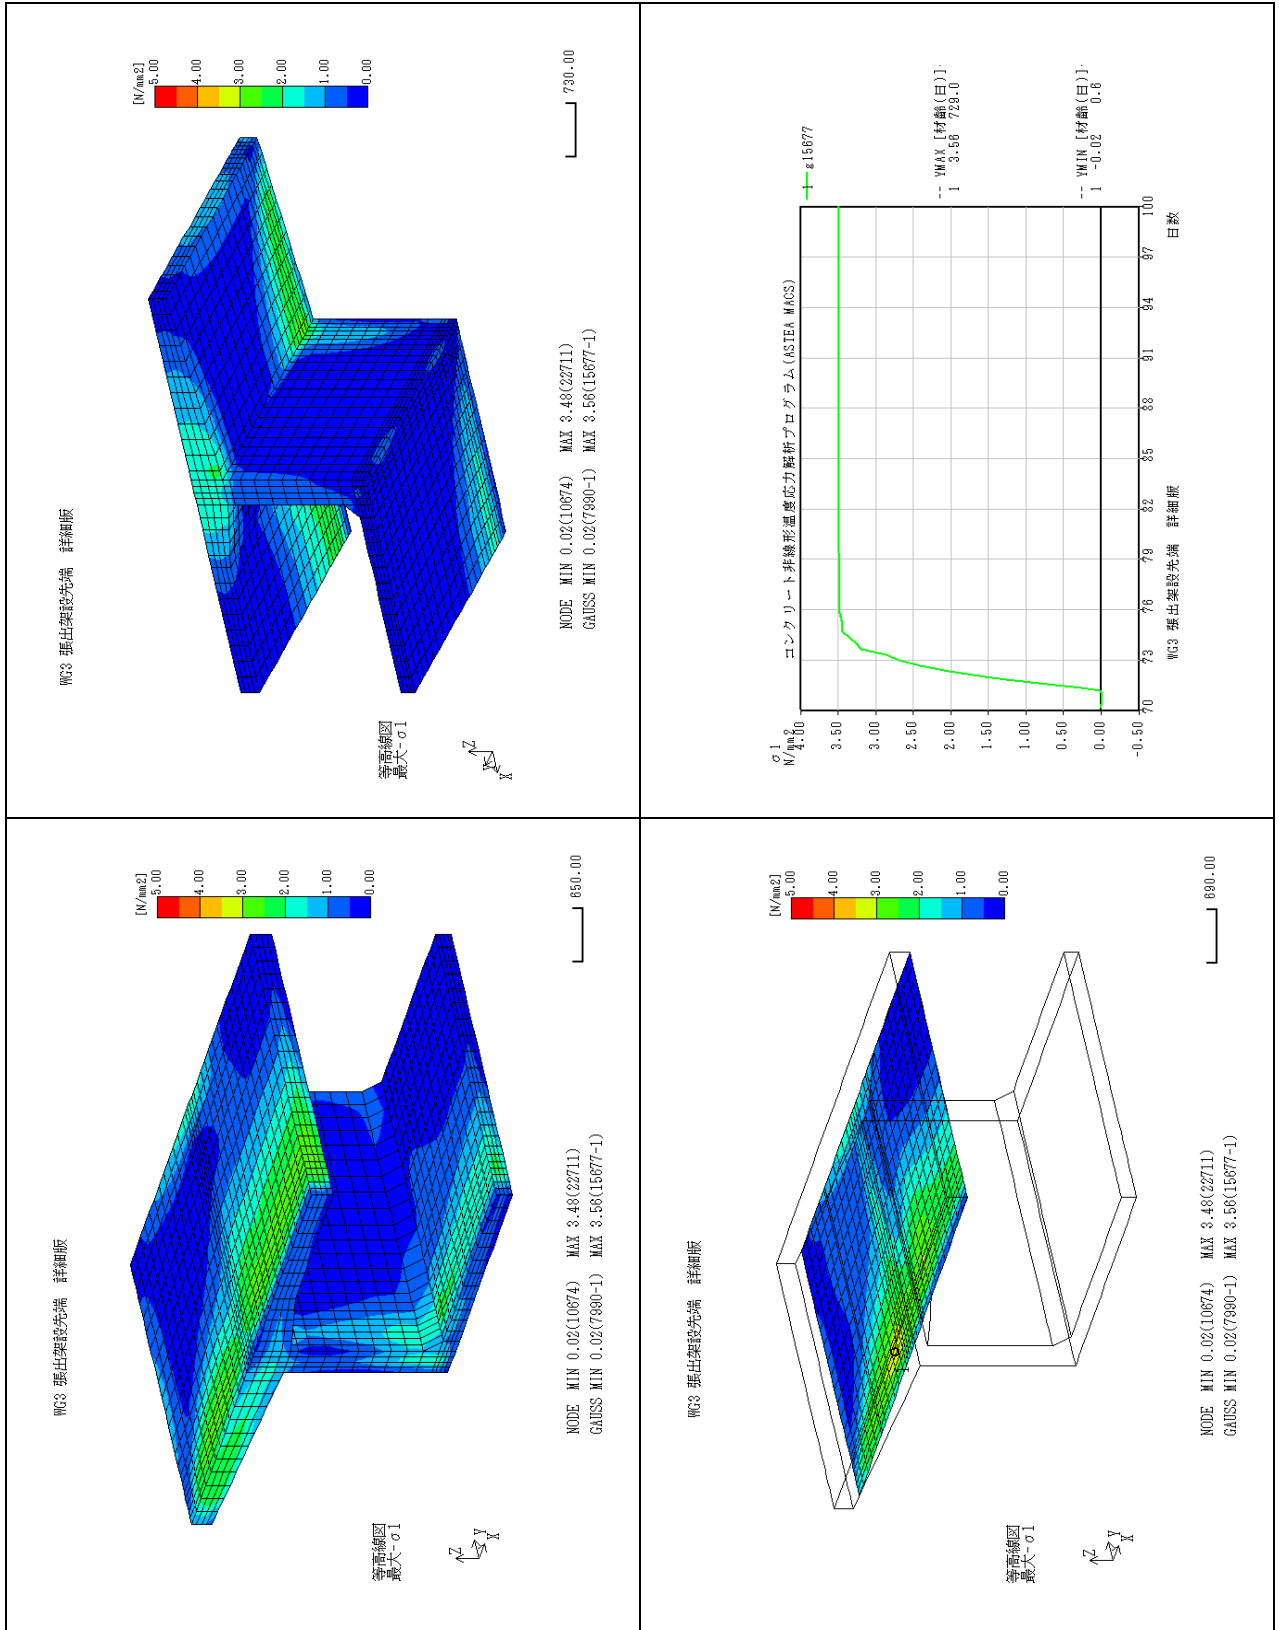 WG3 張出架設先端 詳細版
[N/mm2]
5.00
4.00
3.00
2.00
1.00
0.00
730.00
等高線図
最大-σ1
Z
Y
X
NODE MIN 0.02(10674) MAX 3.48(22711)
GAUSS MIN 0.02(7990-1) MAX 3.56(15677-1)
コンクリート非線形温度応力解析プログラム(ASTEA MACS)
σ1
N/mm2
4.00
3.50
3.00
2.50
2.00
1.50
1.00
0.50
0.00
-0.50
70
73
76
79
82
85
88
91
94
97
100
日数
1 g15677
-- YMAX [材齢(日)].
1 3.56 729.0
-- YMIN [材齢(日)].
1 -0.02 0.6
WG3 張出架設先端 詳細版
WG3 張出架設先端 詳細版
[N/mm2]
5.00
4.00
3.00
2.00
1.00
0.00
650.00
等高線図
最大-σ1
Z
Y
X
NODE MIN 0.02(10674) MAX 3.48(22711)
GAUSS MIN 0.02(7990-1) MAX 3.56(15677-1)
WG3 張出架設先端 詳細版
[N/mm2]
5.00
4.00
3.00
2.00
1.00
0.00
690.00
等高線図
最大-σ1
Z
Y
X
NODE MIN 0.02(10674) MAX 3.48(22711)
GAUSS MIN 0.02(7990-1) MAX 3.56(15677-1)